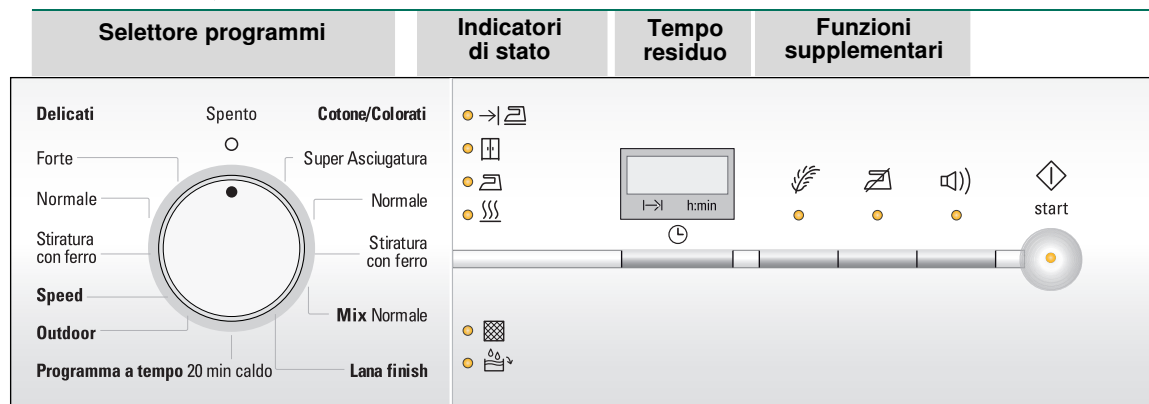 Selettore programmi
Indicatori
di stato
Tempo
residuo
Funzioni
supplementari
Delicati
Spento
Cotone/Colorati
Forte
Super Asciugatura
Normale
Normale
Stiratura
con ferro
Stiratura
con ferro
Speed
Mix Normale
Outdoor
Programma a tempo 20 min caldo
Lana finish
h:min
start